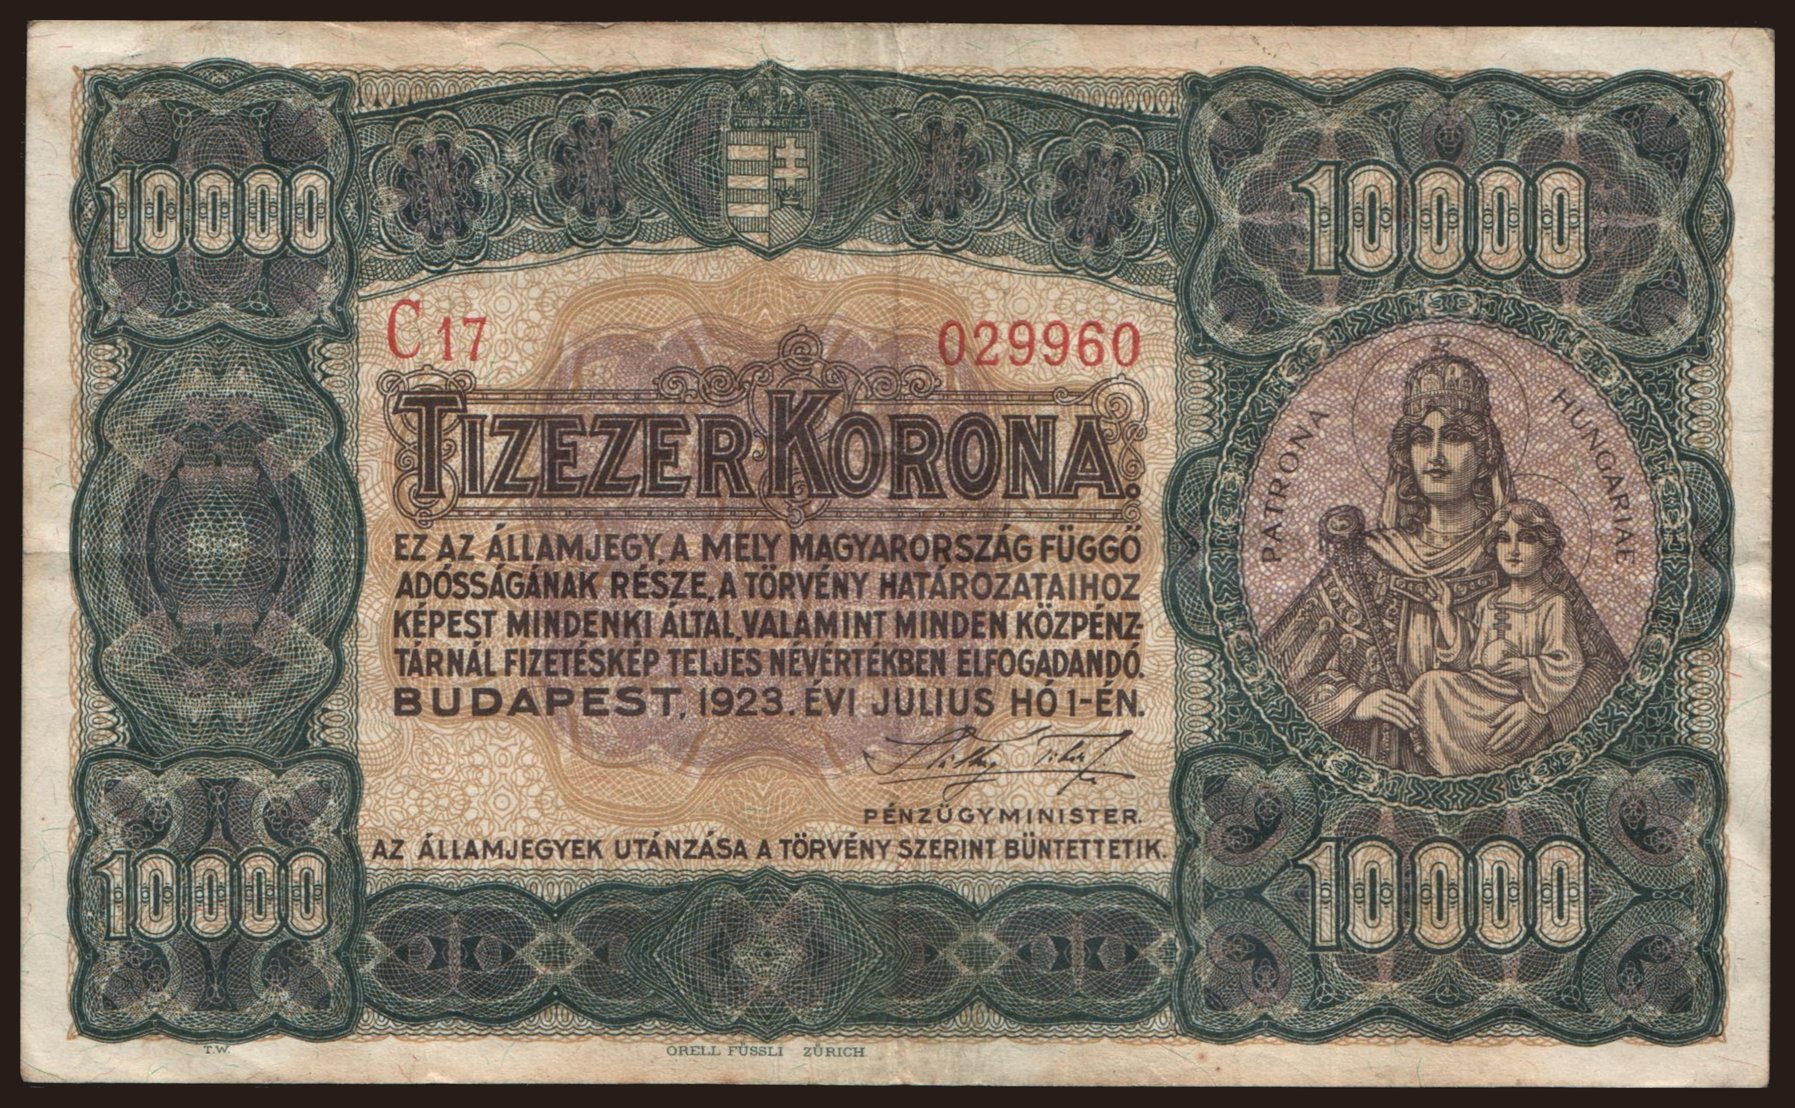 10000
10000
C 17
029960
TIZEZER KORONA.
EZ AZ ÁLLAMJEGY, A MELY MAGYARORSZÁG FÜGGŐ
ADÓSSÁGÁNAK RÉSZE, A TÖRVÉNY HATÁROZATAIHOZ
KÉPEST MINDENKI ÁLTAL, VALAMINT MINDEN KÖZPÉNZ-
TÁRNÁL FIZETÉSKÉP TELJES NÉVÉRTÉKBEN ELFOGADANDÓ.
BUDAPEST, 1923. ÉVI JULIUS HÓ 1-ÉN.
PÉNZÜGYMINISTER.
AZ ÁLLAMJEGYEK UTÁNZÁSA A TÖRVÉNY SZERINT BÜNTETTETIK.
PATRONA HUNGARIAE
10000
10000
T.W.
ORELL FÜSSLI ZÜRICH